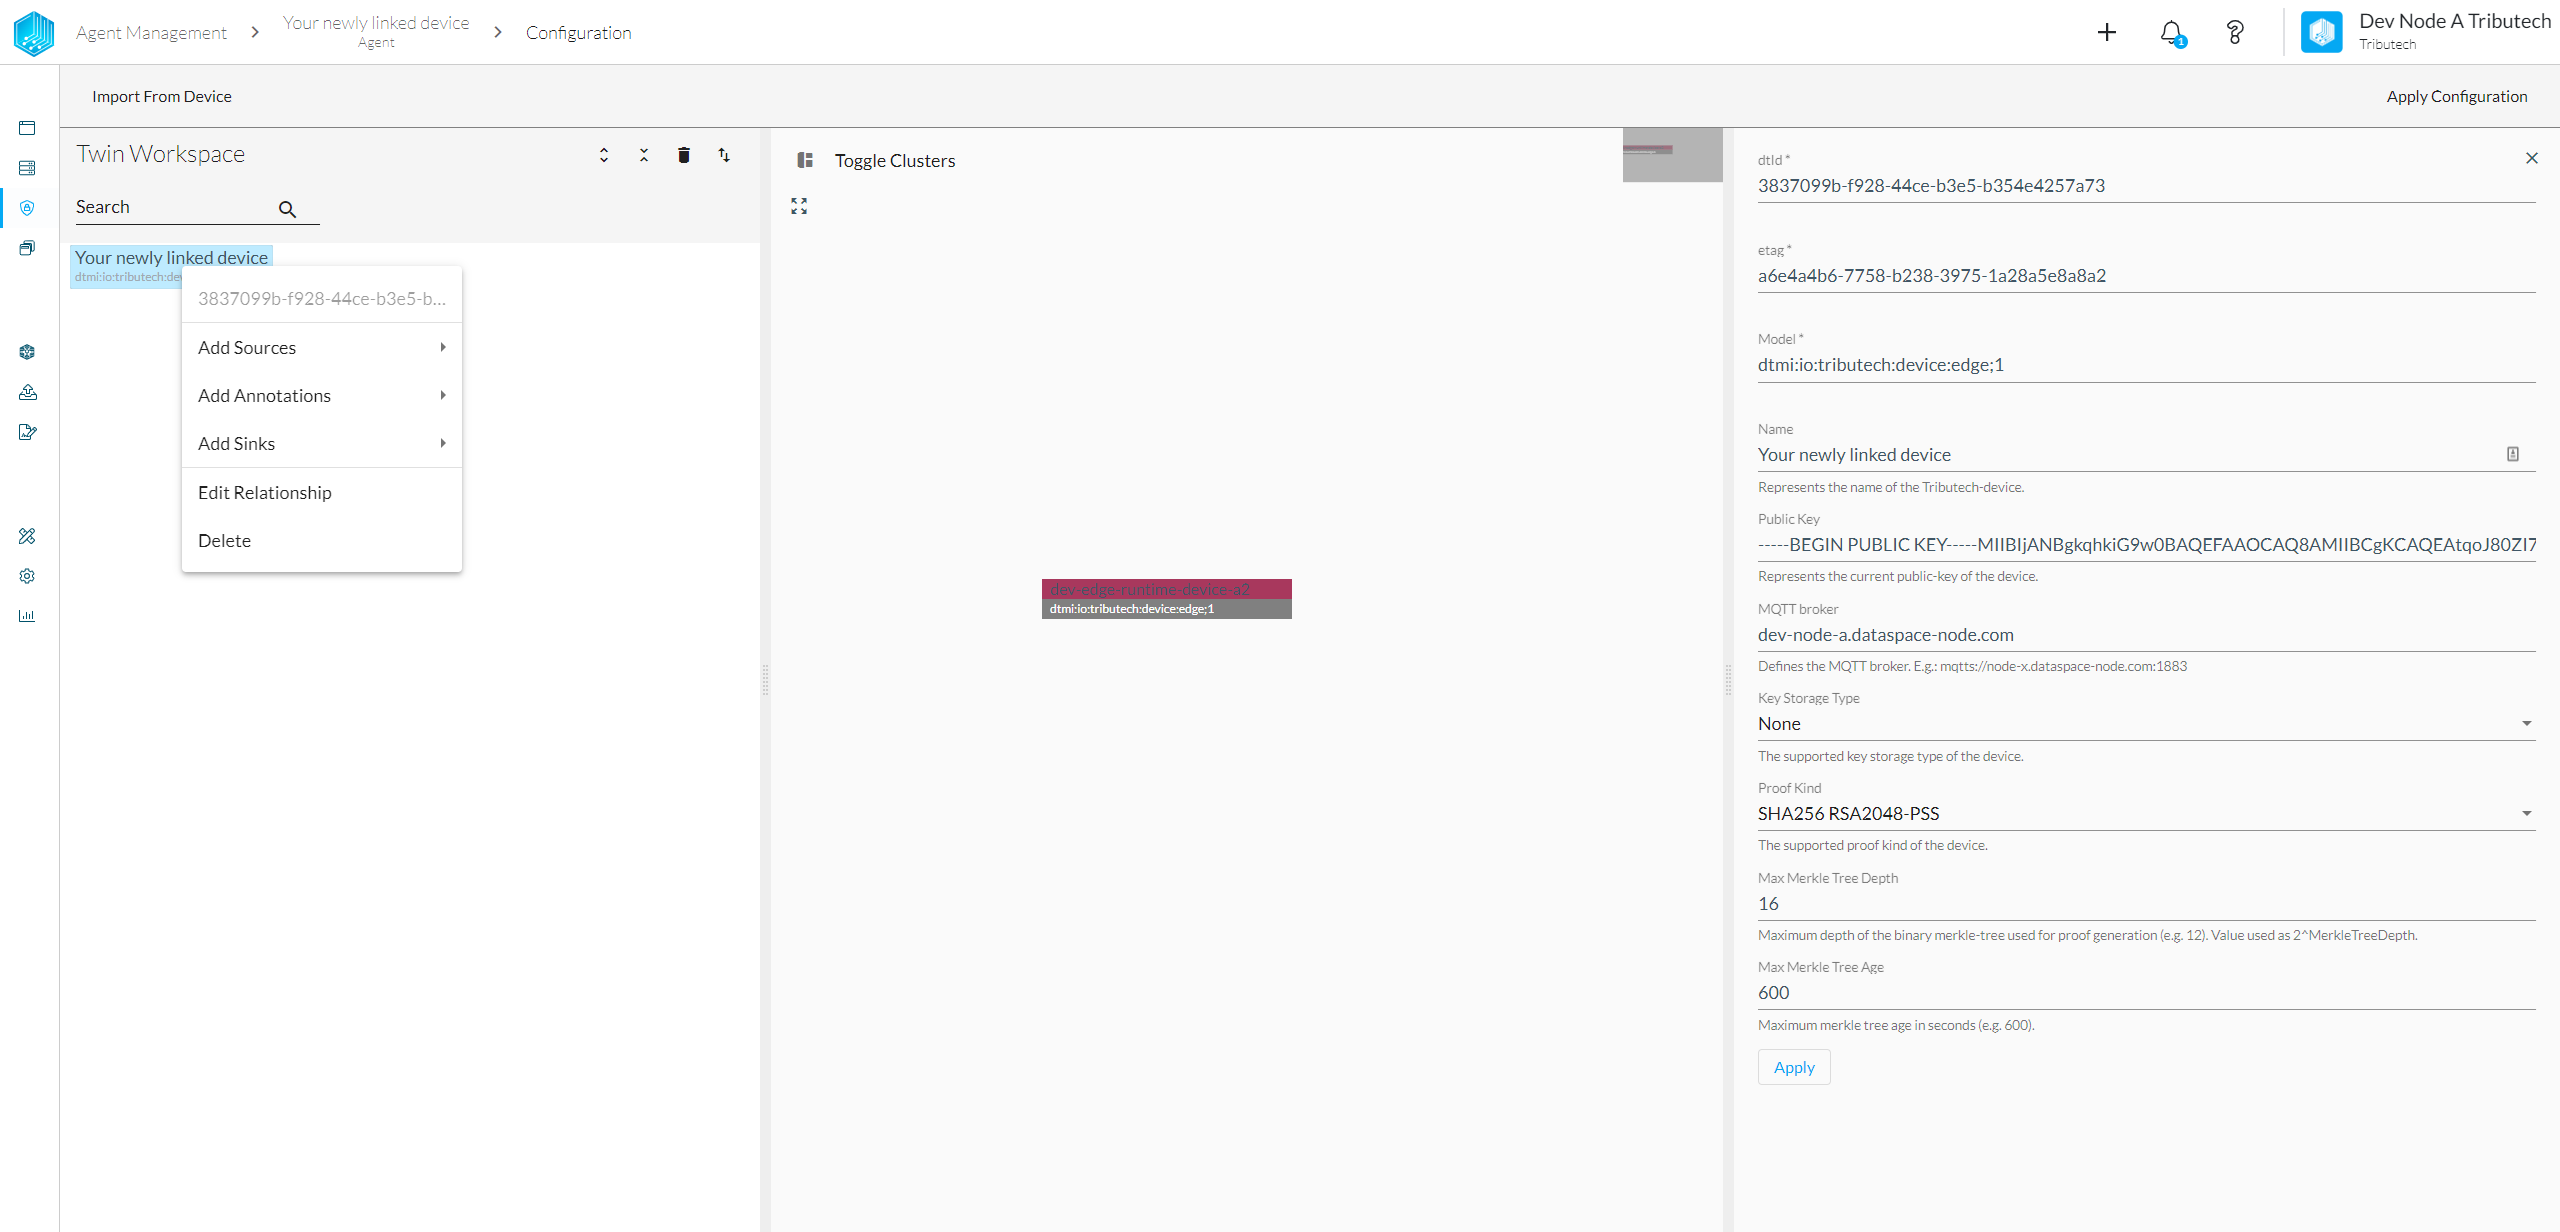 Agent Management
Your newly linked device
Agent
Configuration
1
Dev Node A Tributech
Tributech
Import From Device
Apply Configuration
Twin Workspace
Search
Your newly linked device
dtmi:io:tributech:de
3837099b-f928-44ce-b3e5-b...
Add Sources
Add Annotations
Add Sinks
Edit Relationship
Delete
Toggle Clusters
dev-edge-runtime-device-a2
dtmi:io:tributech:device:edge;1
dtId *
3837099b-f928-44ce-b3e5-b354e4257a73
etag *
a6e4a4b6-7758-b238-3975-1a28a5e8a8a2
Model *
dtmi:io:tributech:device:edge;1
Name
Your newly linked device
Represents the name of the Tributech-device.
Public Key
-----BEGIN PUBLIC KEY-----MIIBIjANBgkqhkiG9w0BAQEFAAOCAQ8AMIIBCgKCAQEAtqoJ80ZI7
Represents the current public-key of the device.
MQTT broker
dev-node-a.dataspace-node.com
Defines the MQTT broker. E.g.: mqtts://node-x.dataspace-node.com:1883
Key Storage Type
None
The supported key storage type of the device.
Proof Kind
SHA256 RSA2048-PSS
The supported proof kind of the device.
Max Merkle Tree Depth
16
Maximum depth of the binary merkle-tree used for proof generation (e.g. 12). Value used as 2^MerkleTreeDepth.
Max Merkle Tree Age
600
Maximum merkle tree age in seconds (e.g. 600).
Apply